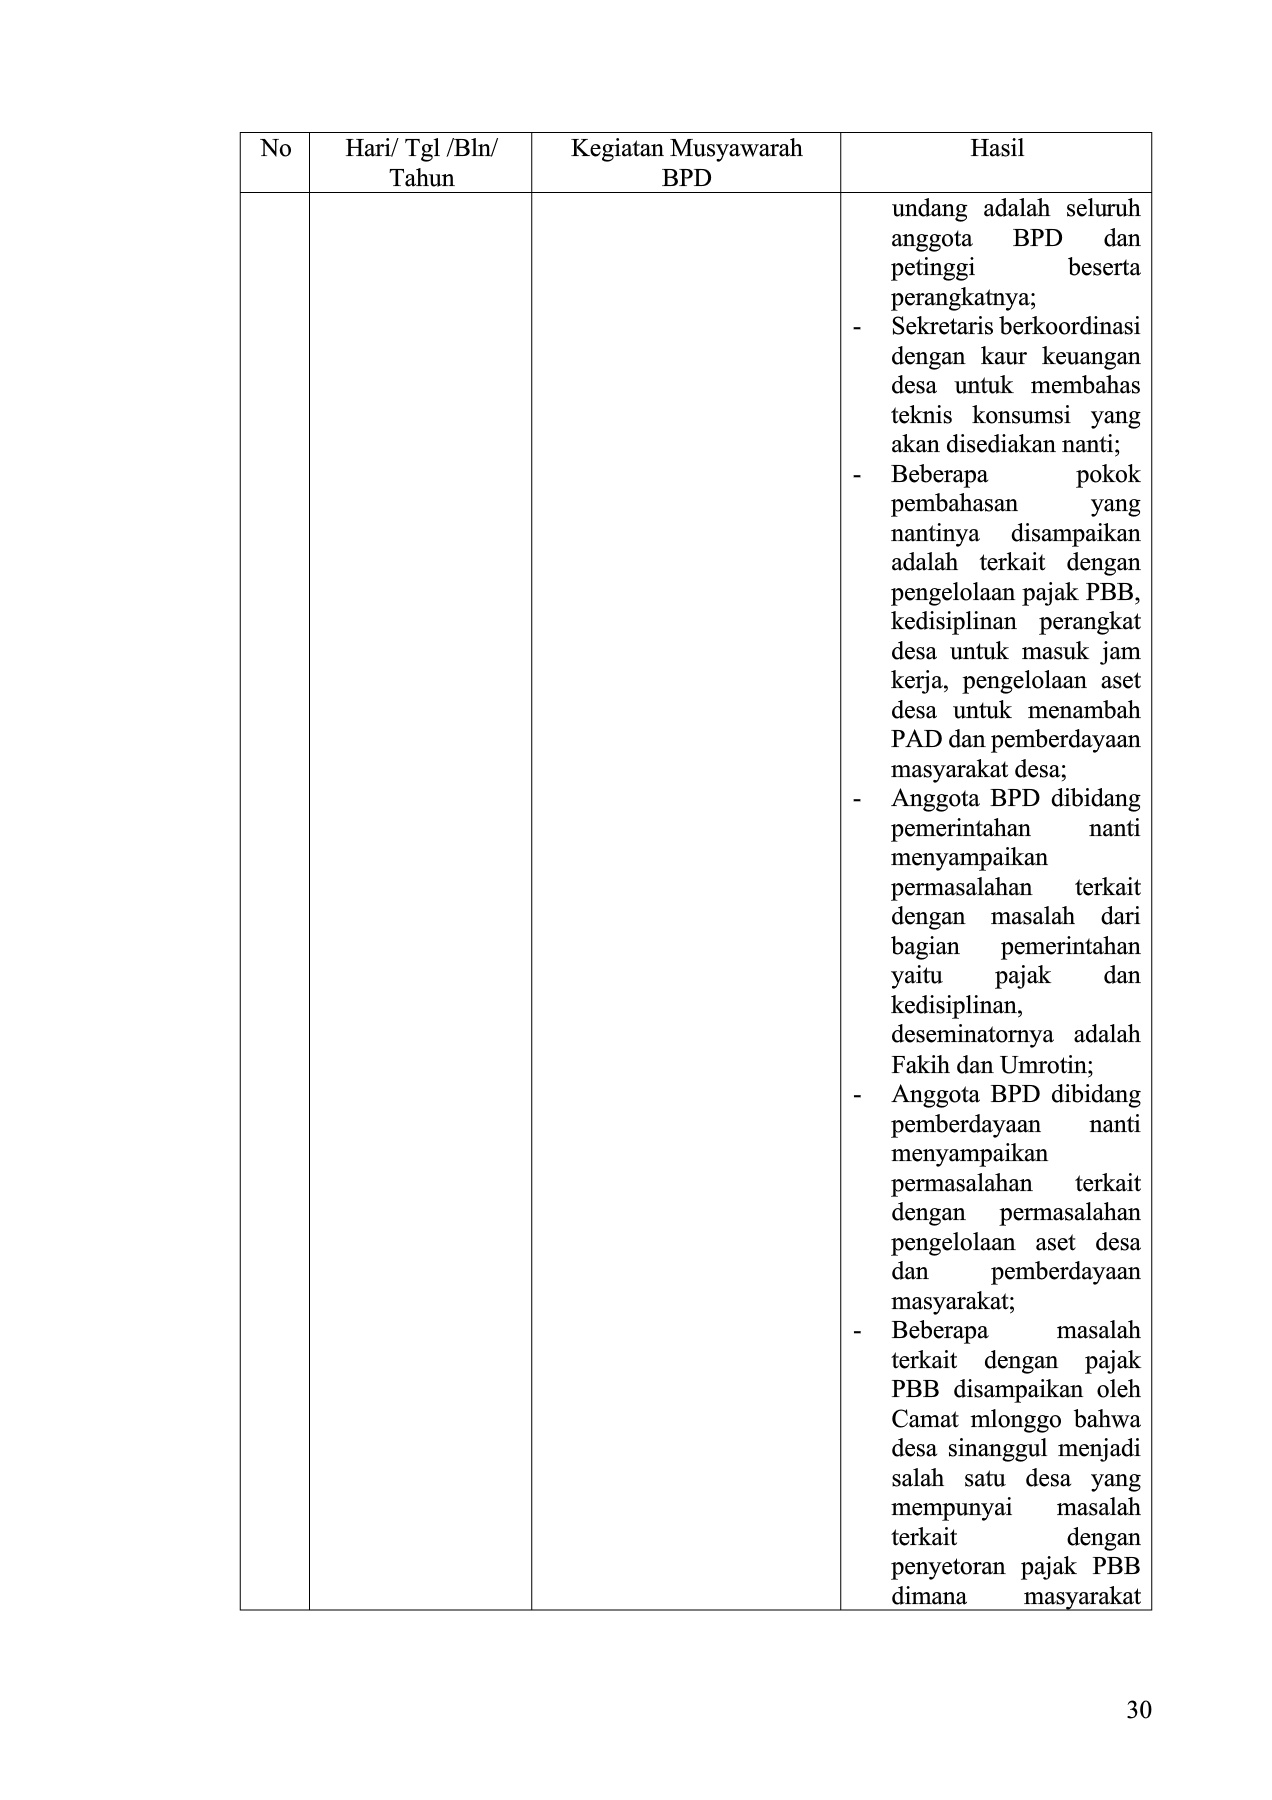 No
Hari/ Tgl /Bln/
Tahun
Kegiatan Musyawarah
BPD
Hasil
undang adalah seluruh
anggota BPD dan
petinggi beserta
perangkatnya;
- Sekretaris berkoordinasi
dengan kaur keuangan
desa untuk membahas
teknis konsumsi yang
akan disediakan nanti;
- Beberapa pokok
pembahasan yang
nantinya disampaikan
adalah terkait dengan
pengelolaan pajak PBB,
kedisiplinan perangkat
desa untuk masuk jam
kerja, pengelolaan aset
desa untuk menambah
PAD dan pemberdayaan
masyarakat desa;
- Anggota BPD dibidang
pemerintahan nanti
menyampaikan
permasalahan terkait
dengan masalah dari
bagian pemerintahan
yaitu pajak dan
kedisiplinan,
deseminatornya adalah
Fakih dan Umrotin;
- Anggota BPD dibidang
pemberdayaan nanti
menyampaikan
permasalahan terkait
dengan permasalahan
pengelolaan aset desa
dan pemberdayaan
masyarakat;
- Beberapa masalah
terkait dengan pajak
PBB disampaikan oleh
Camat mlonggo bahwa
desa sinanggul menjadi
salah satu desa yang
mempunyai masalah
terkait dengan
penyetoran pajak PBB
dimana masyarakat
30